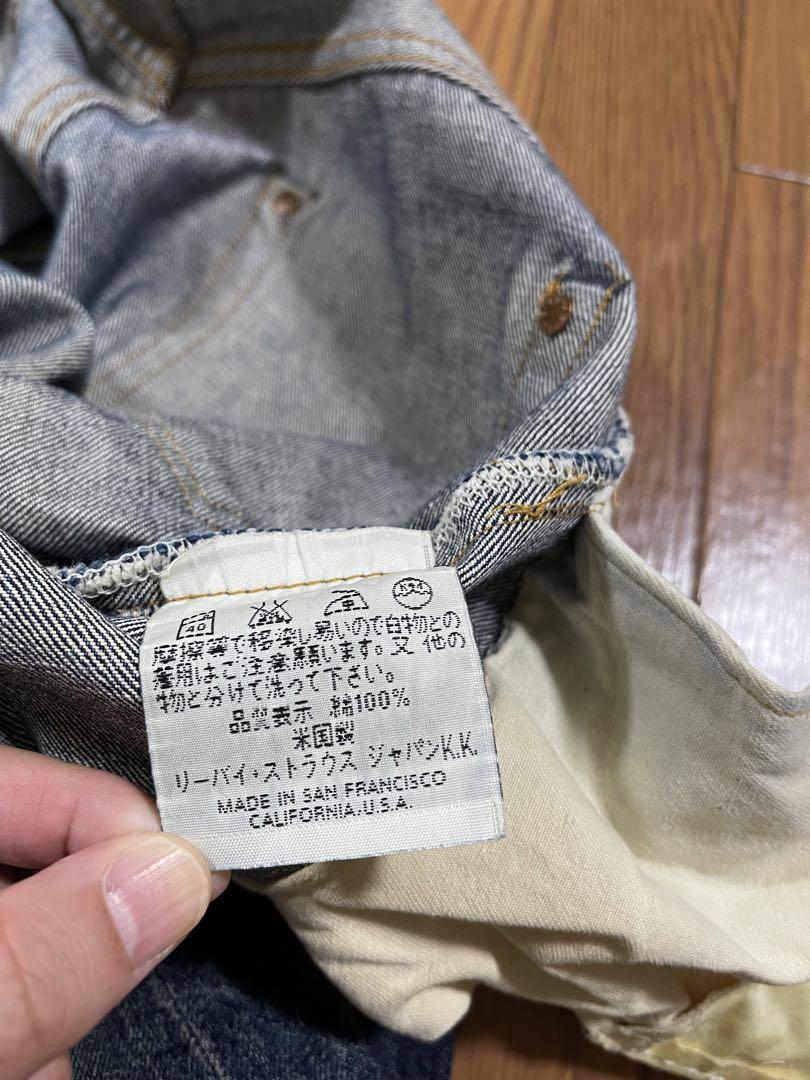 40
摩擦等で移染し易いので白物との
着用はご注意願います。又 他の
物と分けて洗って下さい。
品質表示 綿100%
米国製
リーバイ・ストラウス ジャパンK.K.
MADE IN SAN FRANCISCO
CALIFORNIA, U.S.A.